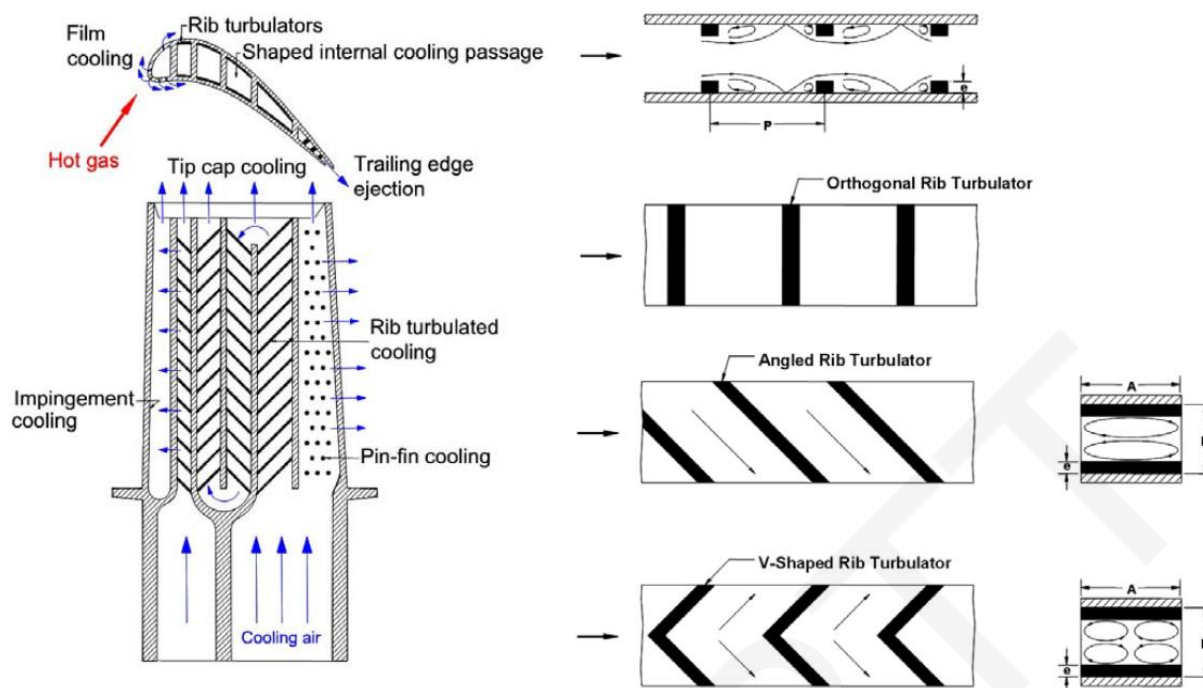 Film
cooling
Rib turbulators
Shaped internal cooling passage
Hot gas
Tip cap cooling
Trailing edge
ejection
Rib turbulated
cooling
Impingement
cooling
Pin-fin cooling
Cooling air
e
P
Orthogonal Rib Turbulator
Angled Rib Turbulator
A
e
V-Shaped Rib Turbulator
A
e